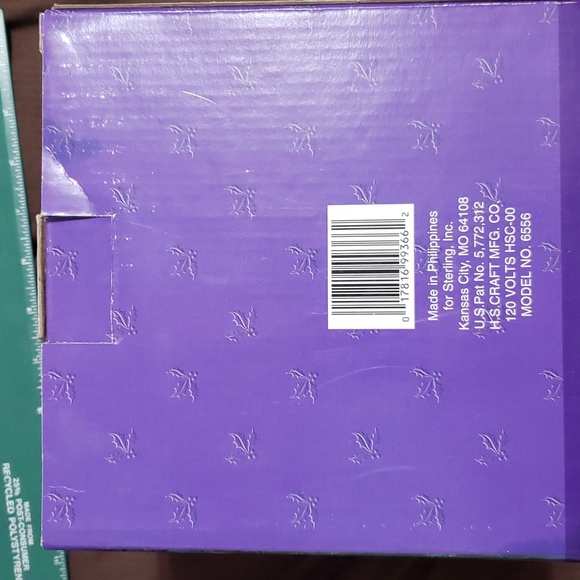 0 17816 99366 2
Made in Philippines
for Sterling, Inc.
Kansas City, MO 64108
U.S.Pat No. 5,772,312
H.S.CRAFT MFG. CO.
120 VOLTS HSC-00
MODEL NO. 6556
MADE FROM
25% POST-CONSUMER
RECYCLED POLYSTYREN